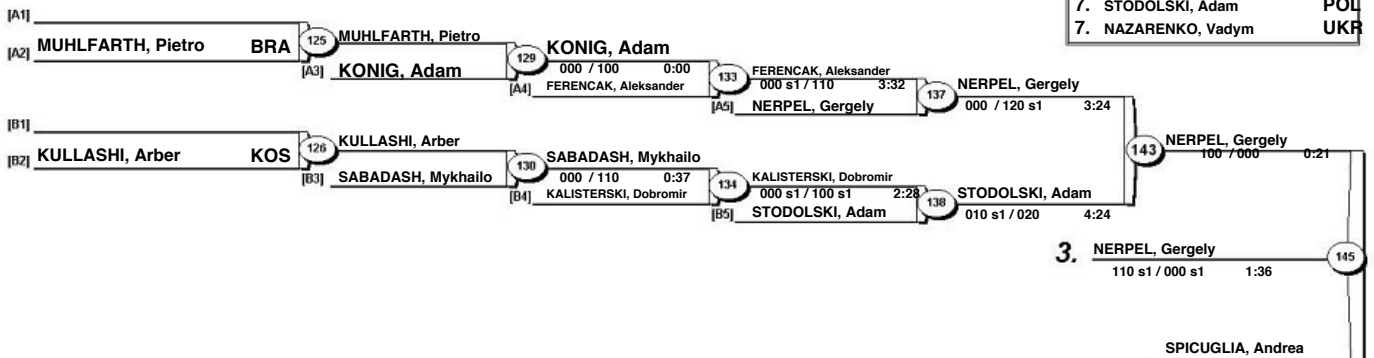 7. STODOLSKI, Adam POL
7. NAZARENKO, Vadym UKR
[A1]
[A2] MUHLFARTH, Pietro BRA
125
MUHLFARTH, Pietro
[A3] KONIG, Adam
129
KONIG, Adam
000 / 100 0:00
[A4] FERENCAK, Aleksander
133
FERENCAK, Aleksander
000 s1 / 110 3:32
[A5] NERPEL, Gergely
137
NERPEL, Gergely
000 / 120 s1 3:24
[B1]
[B2] KULLASHI, Arber KOS
126
KULLASHI, Arber
[B3] SABADASH, Mykhailo
130
SABADASH, Mykhailo
000 / 110 0:37
[B4] KALISTERSKI, Dobromir
134
KALISTERSKI, Dobromir
000 s1 / 100 s1 2:28
[B5] STODOLSKI, Adam
138
STODOLSKI, Adam
010 s1 / 020 4:24
143
NERPEL, Gergely
100 / 000 0:21
3. NERPEL, Gergely
110 s1 / 000 s1 1:36
145
SPICUGLIA, Andrea